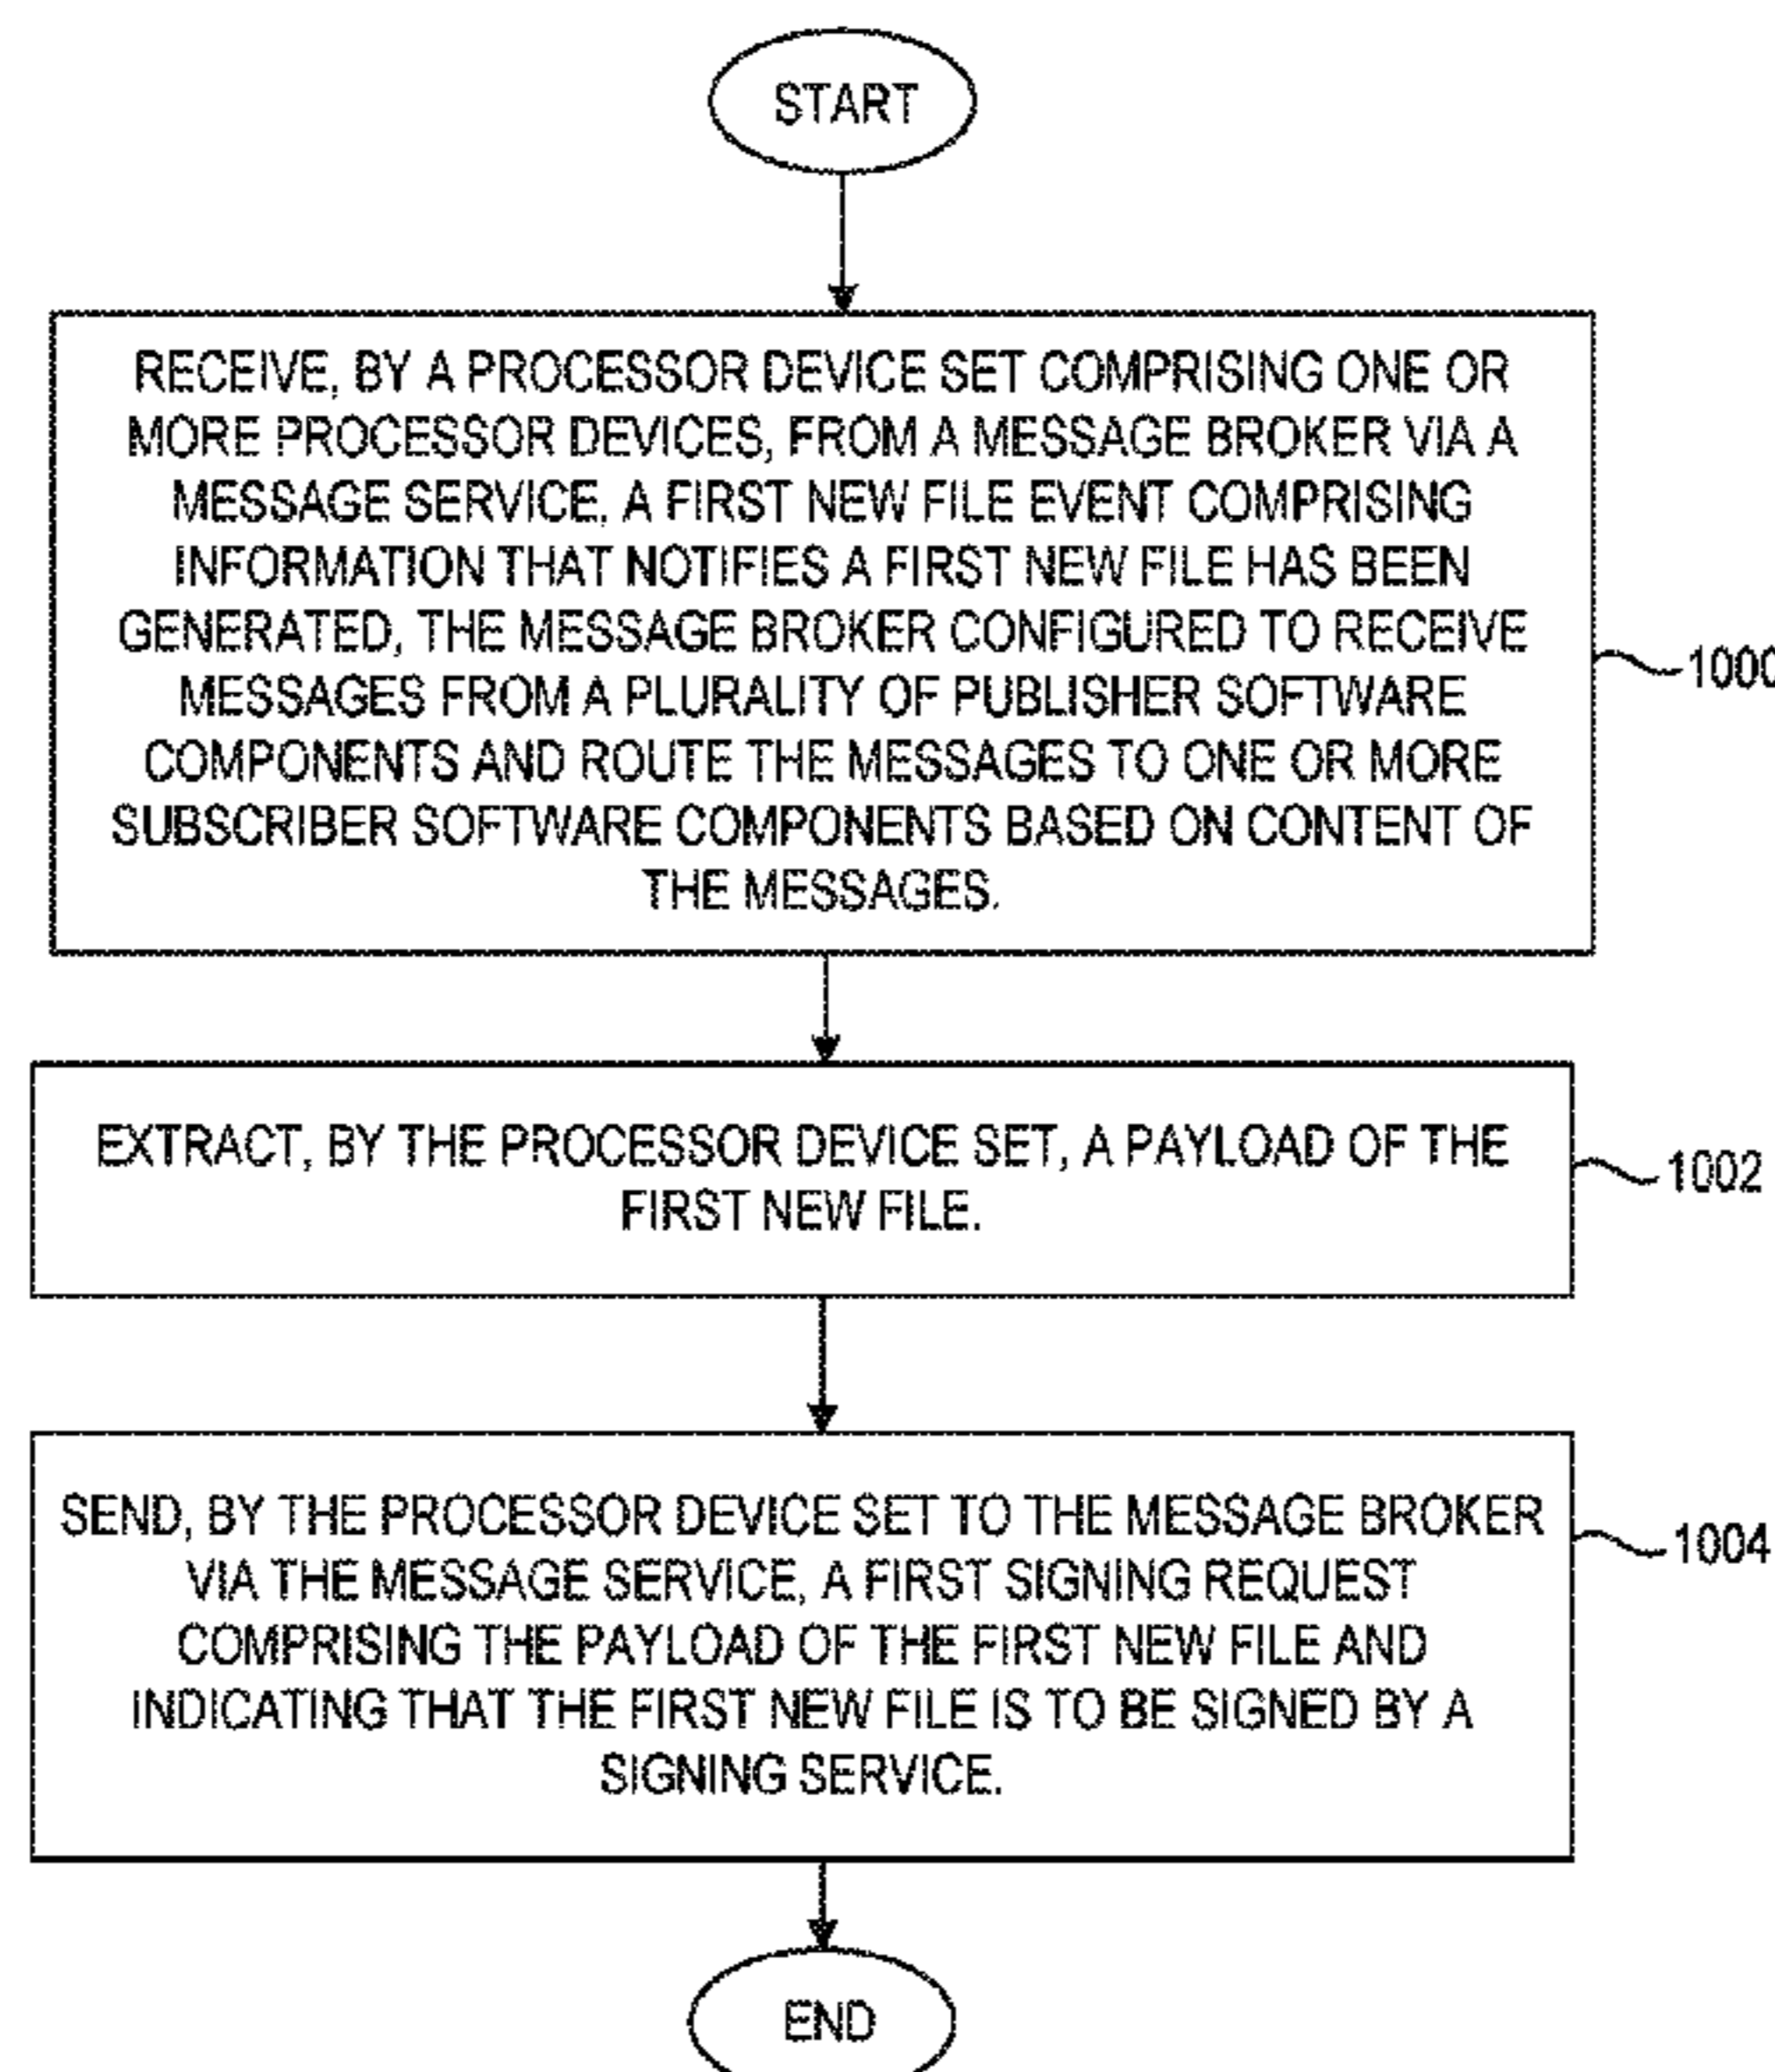 START
RECEIVE, BY A PROCESSOR DEVICE SET COMPRISING ONE OR
MORE PROCESSOR DEVICES, FROM A MESSAGE BROKER VIA A
MESSAGE SERVICE, A FIRST NEW FILE EVENT COMPRISING
INFORMATION THAT NOTIFIES A FIRST NEW FILE HAS BEEN
GENERATED, THE MESSAGE BROKER CONFIGURED TO RECEIVE
MESSAGES FROM A PLURALITY OF PUBLISHER SOFTWARE
COMPONENTS AND ROUTE THE MESSAGES TO ONE OR MORE
SUBSCRIBER SOFTWARE COMPONENTS BASED ON CONTENT OF
THE MESSAGES.
1000
EXTRACT, BY THE PROCESSOR DEVICE SET, A PAYLOAD OF THE
FIRST NEW FILE.
1002
SEND, BY THE PROCESSOR DEVICE SET TO THE MESSAGE BROKER
VIA THE MESSAGE SERVICE, A FIRST SIGNING REQUEST
COMPRISING THE PAYLOAD OF THE FIRST NEW FILE AND
INDICATING THAT THE FIRST NEW FILE IS TO BE SIGNED BY A
SIGNING SERVICE.
1004
END